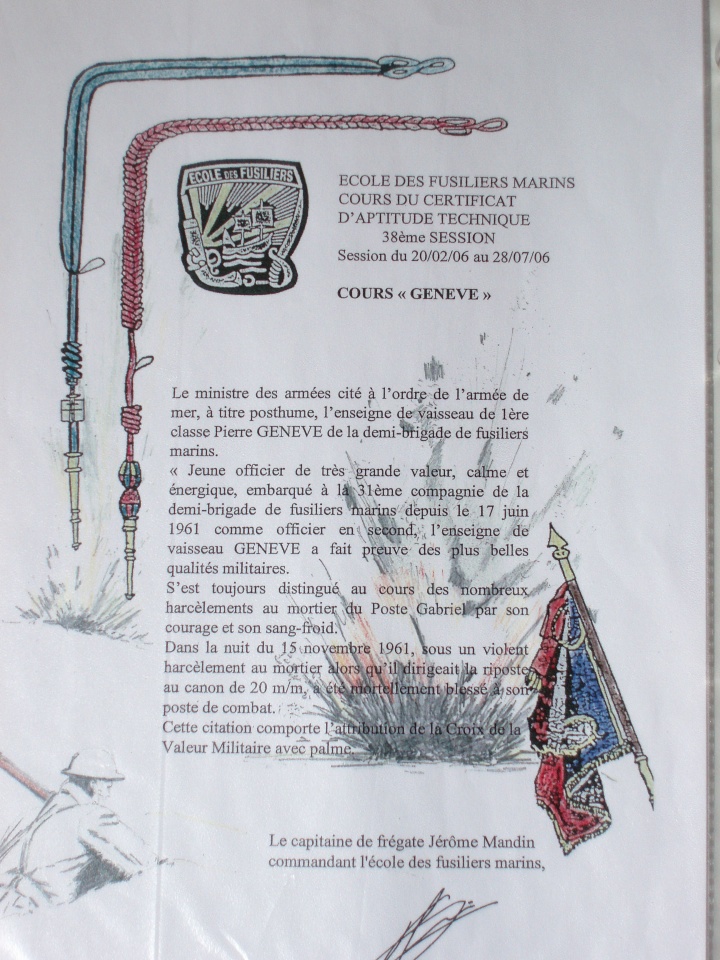 ECOLE DES FUSILIERS
ECOLE DES FUSILIERS MARINS
COURS DU CERTIFICAT
D'APTITUDE TECHNIQUE
38ème SESSION
Session du 20/02/06 au 28/07/06
COURS « GENEVE »
Le ministre des armées cité à l'ordre de l'armée de
mer, à titre posthume, l'enseigne de vaisseau de 1ère
classe Pierre GENEVE de la demi-brigade de fusiliers
marins.
« Jeune officier de très grande valeur, calme et
énergique, embarqué à la 31ème compagnie de la
demi-brigade de fusiliers marins depuis le 17 juin
1961 comme officier en second, l'enseigne de
vaisseau GENEVE a fait preuve des plus belles
qualités militaires.
S'est toujours distingué au cours des nombreux
harcèlements au mortier du Poste Gabriel par son
courage et son sang-froid.
Dans la nuit du 15 novembre 1961, sous un violent
harcèlement au mortier alors qu'il dirigeait la riposte
au canon de 20 m/m, a été mortellement blessé à son
poste de combat.
Cette citation comporte l'attribution de la Croix de la
Valeur Militaire avec palme.
Le capitaine de frégate Jérôme Mandin
commandant l'école des fusiliers marins,